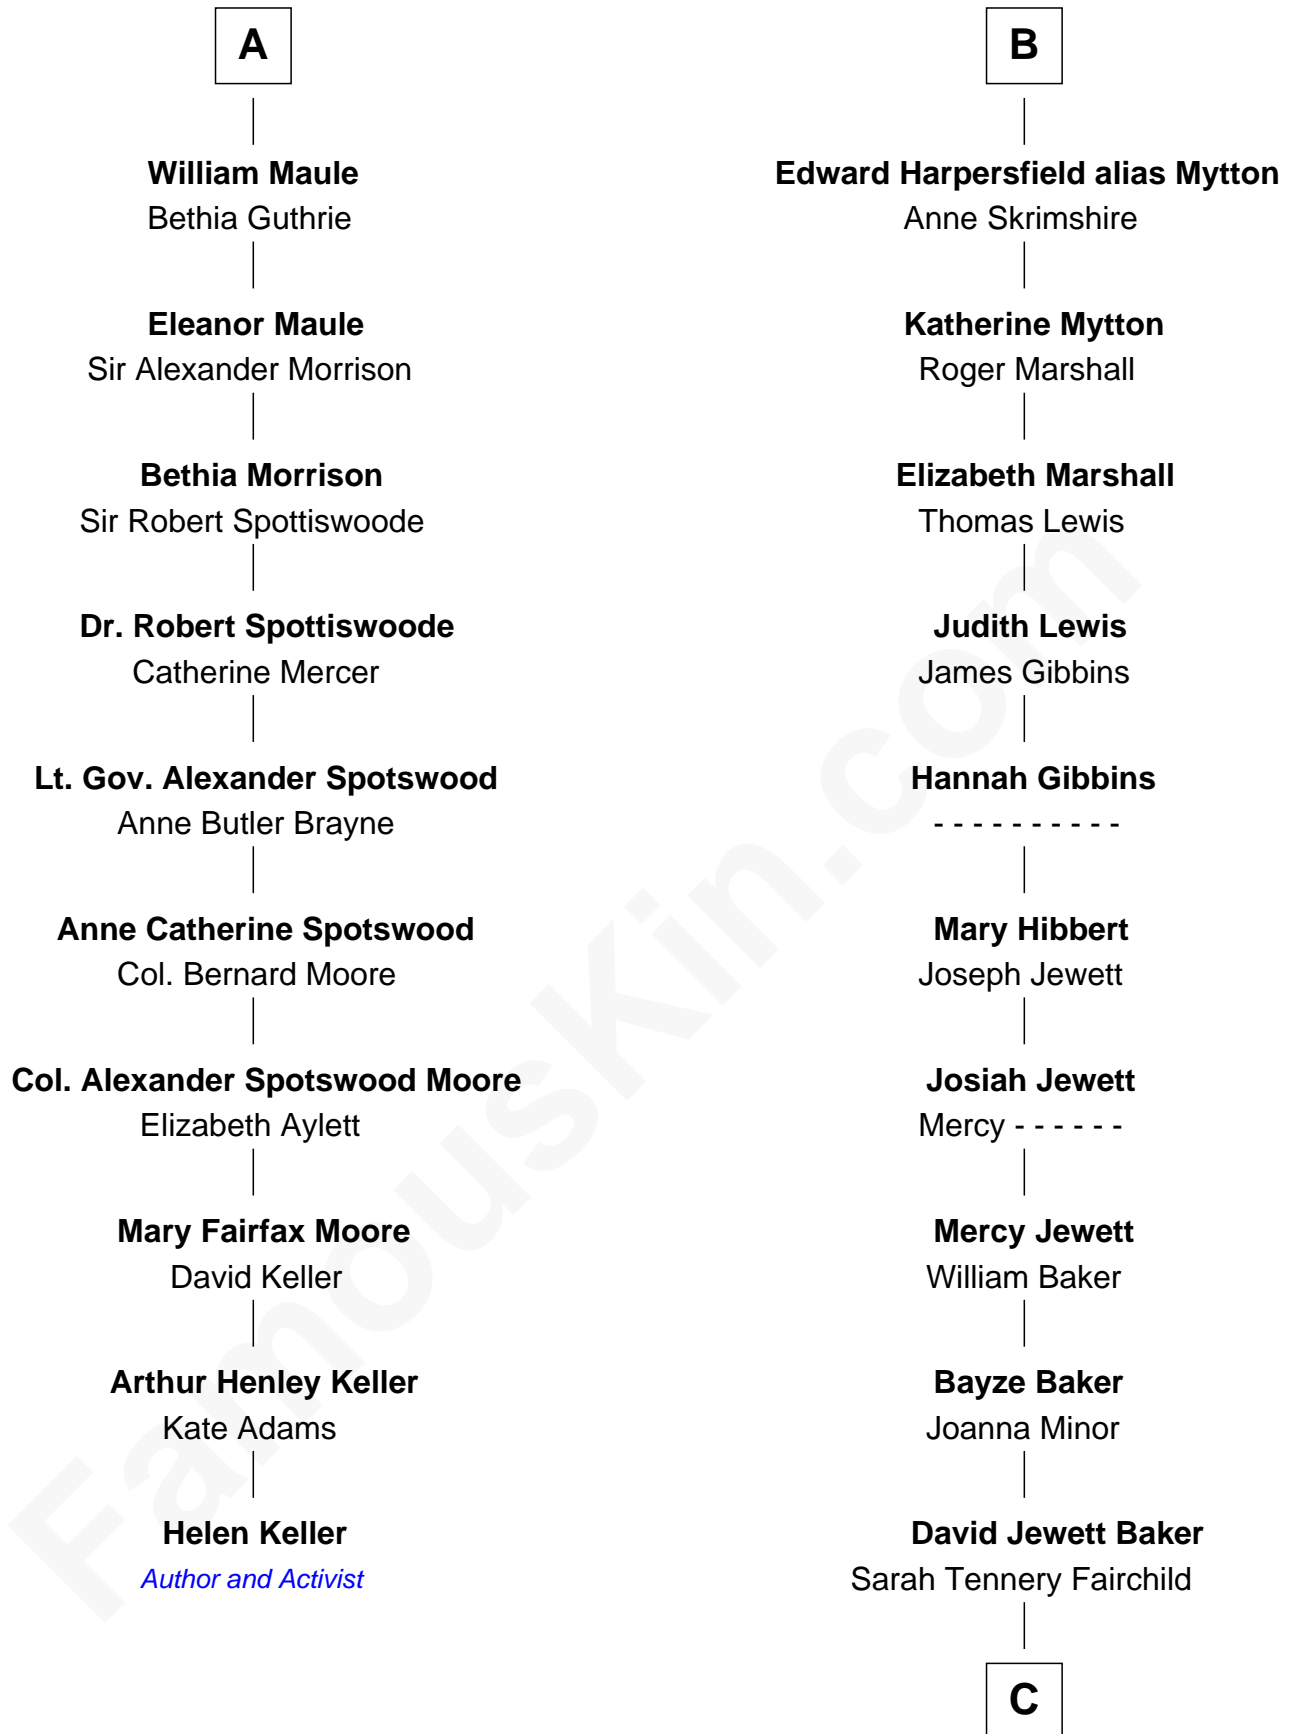 A
William Maule
Bethia Guthrie
Eleanor Maule
Sir Alexander Morrison
Bethia Morrison
Sir Robert Spottiswoode
Dr. Robert Spottiswoode
Catherine Mercer
Lt. Gov. Alexander Spotswood
Anne Butler Brayne
Anne Catherine Spotswood
Col. Bernard Moore
Col. Alexander Spotswood Moore
Elizabeth Aylett
Mary Fairfax Moore
David Keller
Arthur Henley Keller
Kate Adams
Helen Keller
Author and Activist
B
Edward Harpersfield alias Mytton
Anne Skrimshire
Katherine Mytton
Roger Marshall
Elizabeth Marshall
Thomas Lewis
Judith Lewis
James Gibbins
Hannah Gibbins
- - - - - - - - - -
Mary Hibbert
Joseph Jewett
Josiah Jewett
Mercy - - - - - -
Mercy Jewett
William Baker
Bayze Baker
Joanna Minor
David Jewett Baker
Sarah Tennery Fairchild
C
FamousKin.com